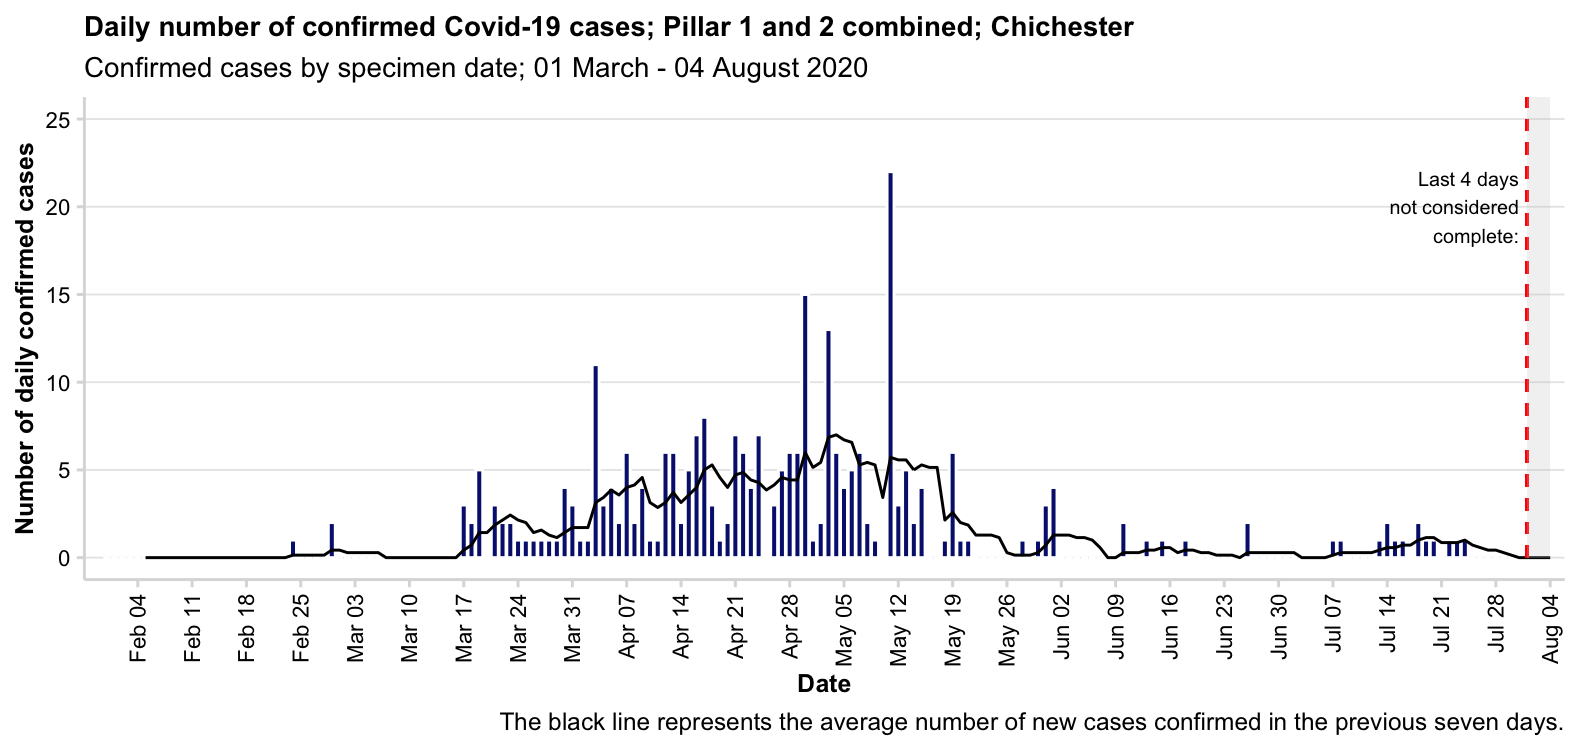 Daily number of confirmed Covid-19 cases; Pillar 1 and 2 combined; Chichester
Confirmed cases by specimen date; 01 March - 04 August 2020
Number of daily confirmed cases
25
20
15
10
5
0
Last 4 days
not considered
complete:
Feb 04
Feb 11
Feb 18
Feb 25
Mar 03
Mar 10
Mar 17
Mar 24
Mar 31
Apr 07
Apr 14
Apr 21
Apr 28
May 05
May 12
May 19
May 26
Jun 02
Jun 09
Jun 16
Jun 23
Jun 30
Jul 07
Jul 14
Jul 21
Jul 28
Aug 04
Date
The black line represents the average number of new cases confirmed in the previous seven days.